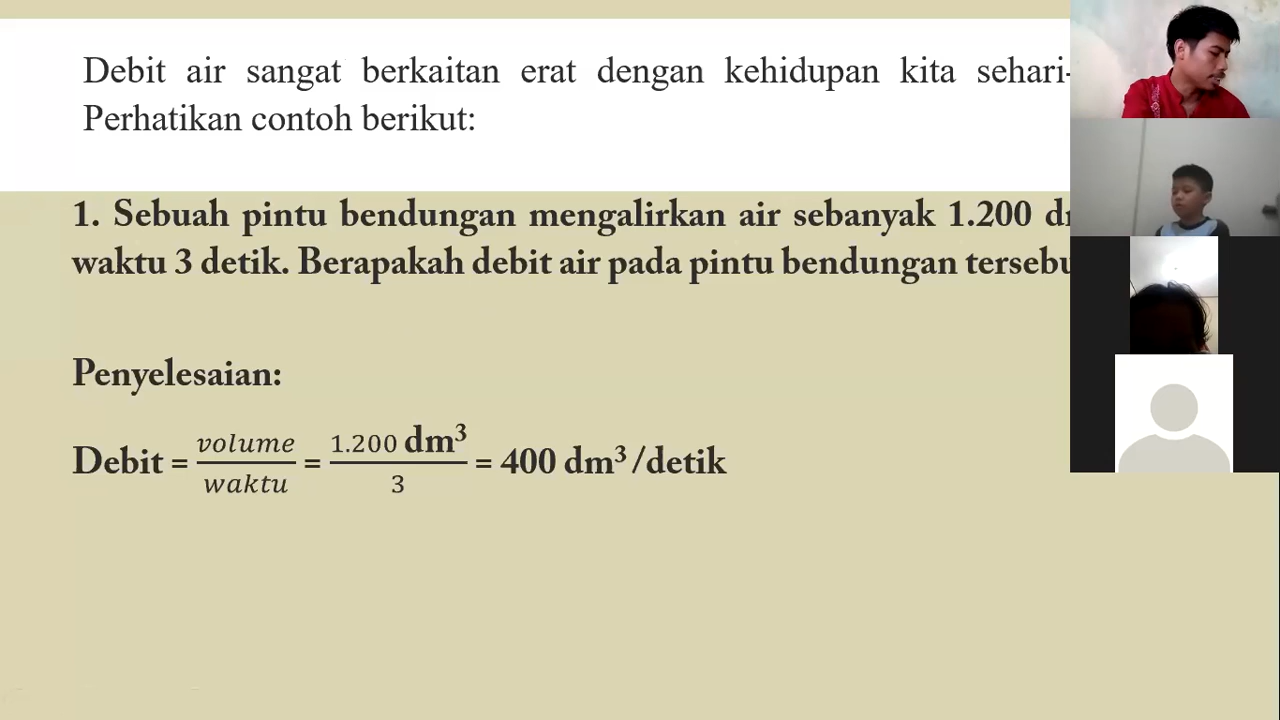 Debit air sangat berkaitan erat dengan kehidupan kita sehari-
Perhatikan contoh berikut:
1. Sebuah pintu bendungan mengalirkan air sebanyak 1.200
waktu 3 detik. Berapakah debit air pada pintu bendungan
Penyelesaian:
Debit = volume/waktu = 1.200 dm³/3 = 400 dm³/detik